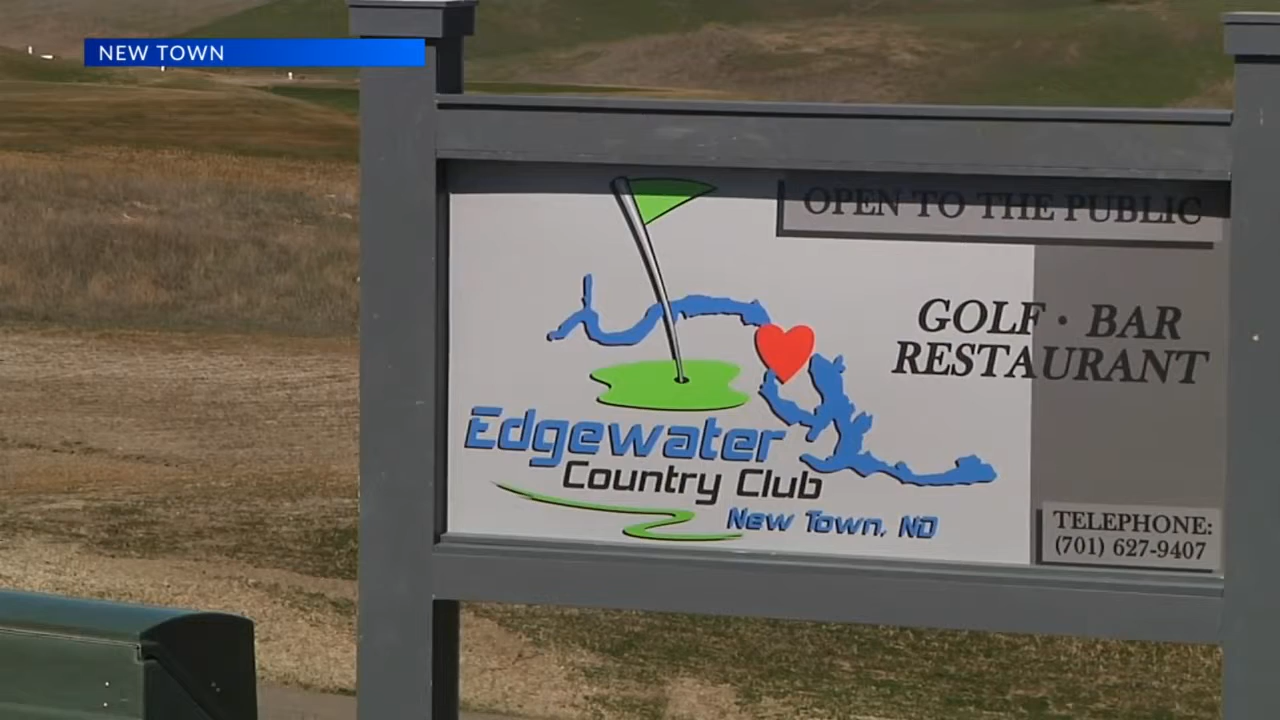 NEW TOWN
OPEN TO THE PUBLIC
GOLF · BAR
RESTAURANT
Edgewater
Country Club
New Town, ND
TELEPHONE:
(701) 627-9407